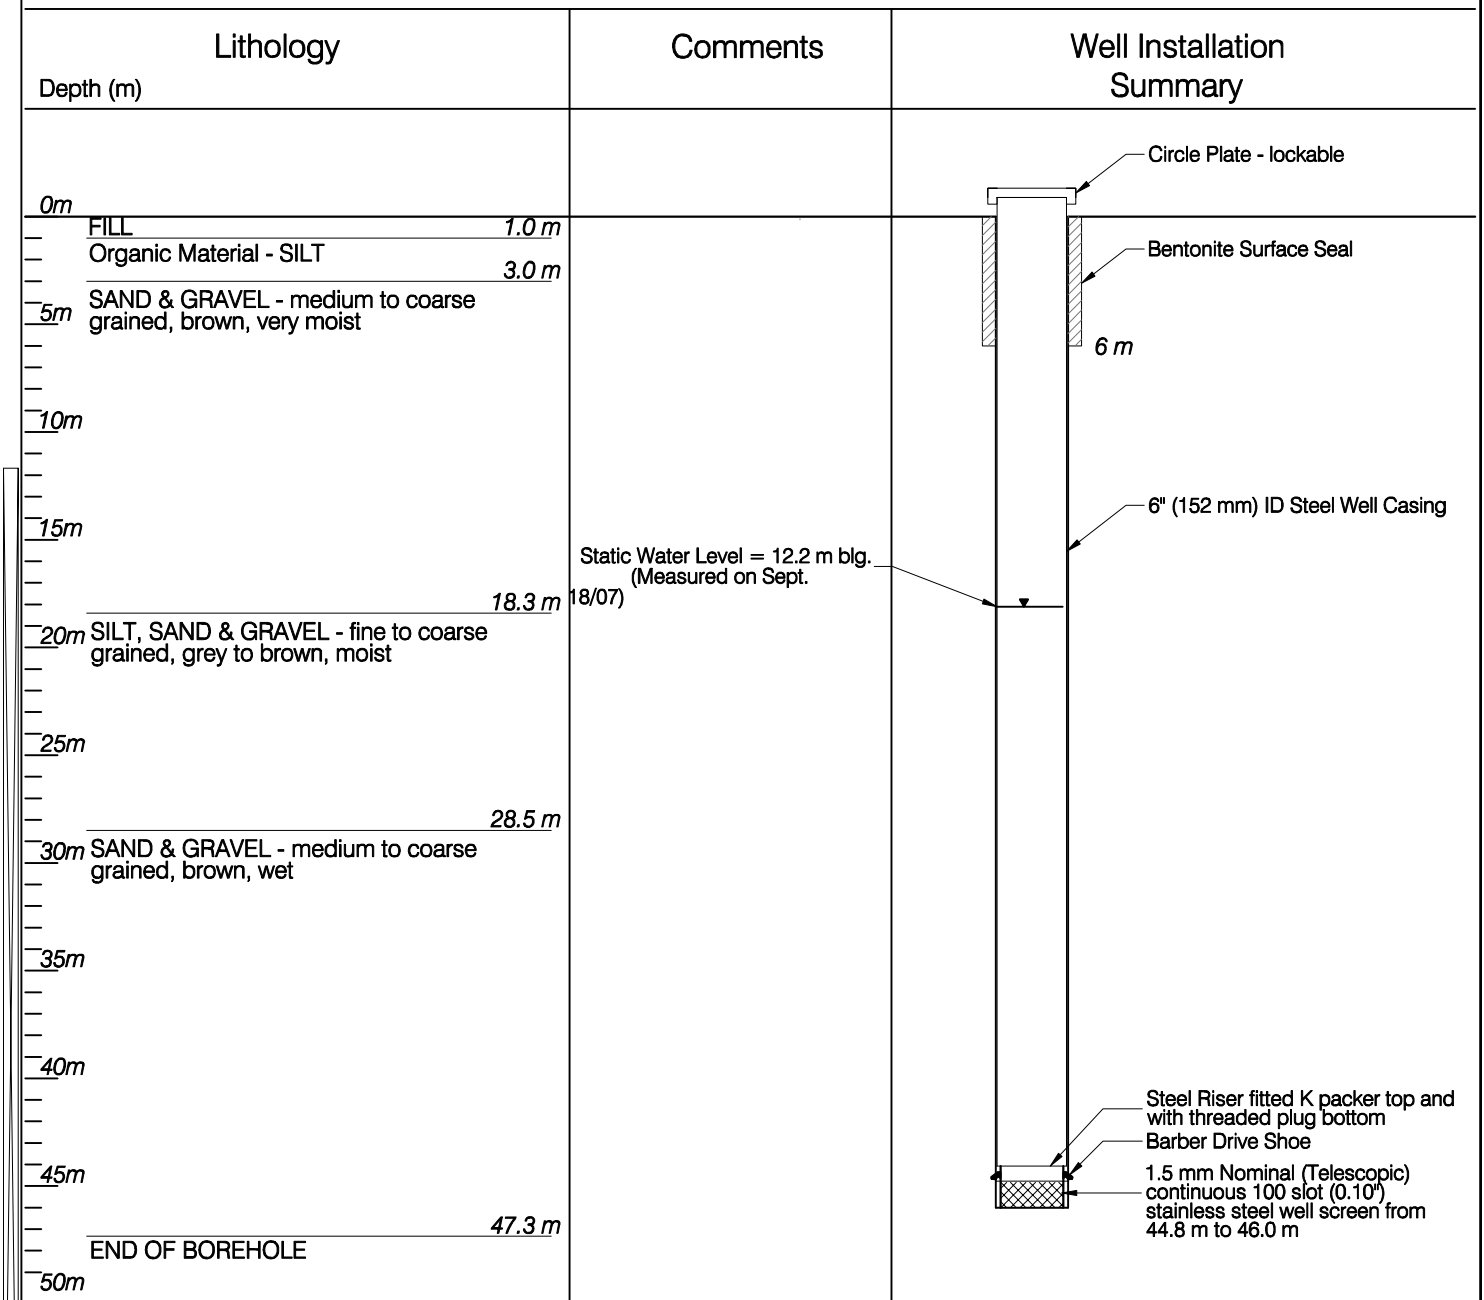 Lithology
Comments
Well Installation
Summary
Depth (m)
Circle Plate - lockable
0m
FILL
1.0 m
Organic Material - SILT
3.0 m
Bentonite Surface Seal
SAND & GRAVEL - medium to coarse
grained, brown, very moist
5m
6 m
10m
15m
6" (152 mm) ID Steel Well Casing
Static Water Level = 12.2 m blg.
(Measured on Sept.
18/07)
18.3 m
20m
SILT, SAND & GRAVEL - fine to coarse
grained, grey to brown, moist
25m
28.5 m
30m
SAND & GRAVEL - medium to coarse
grained, brown, wet
35m
40m
Steel Riser fitted K packer top and
with threaded plug bottom
Barber Drive Shoe
45m
1.5 mm Nominal (Telescopic)
continuous 100 slot (0.10")
stainless steel well screen from
44.8 m to 46.0 m
47.3 m
END OF BOREHOLE
50m